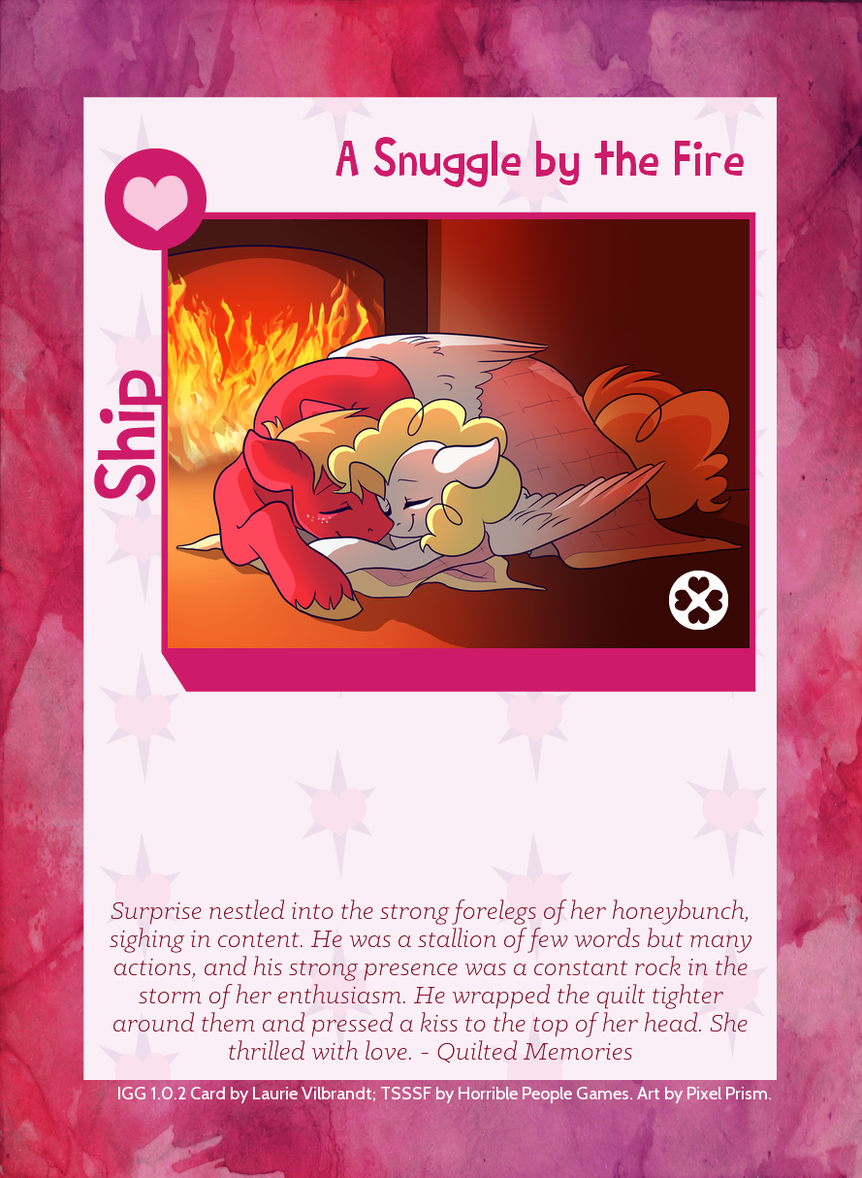 A Snuggle by the Fire
Ship
Surprise nestled into the strong forelegs of her honeybunch,
sighing in content. He was a stallion of few words but many
actions, and his strong presence was a constant rock in the
storm of her enthusiasm. He wrapped the quilt tighter
around them and pressed a kiss to the top of her head. She
thrilled with love. - Quilted Memories
IGG 1.0.2 Card by Laurie Vilbrandt; TSSSF by Horrible People Games. Art by Pixel Prism.